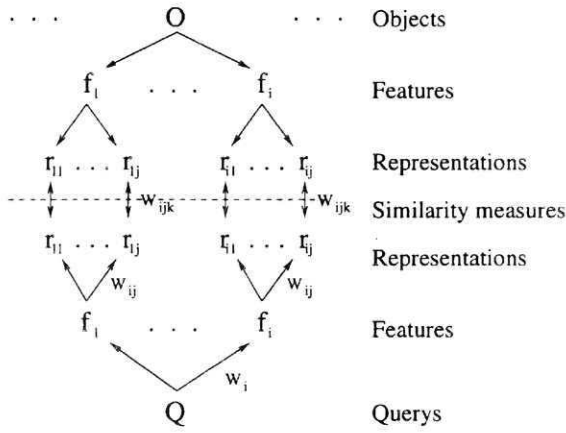 . . . O . . . Objects
f1 . . . fi Features
r11 . . . r1j ri1 . . . rij Representations
wijk wijk Similarity measures
r11 . . . r1j ri1 . . . rij Representations
wij wij
f1 . . . fi Features
wi
Q Querys